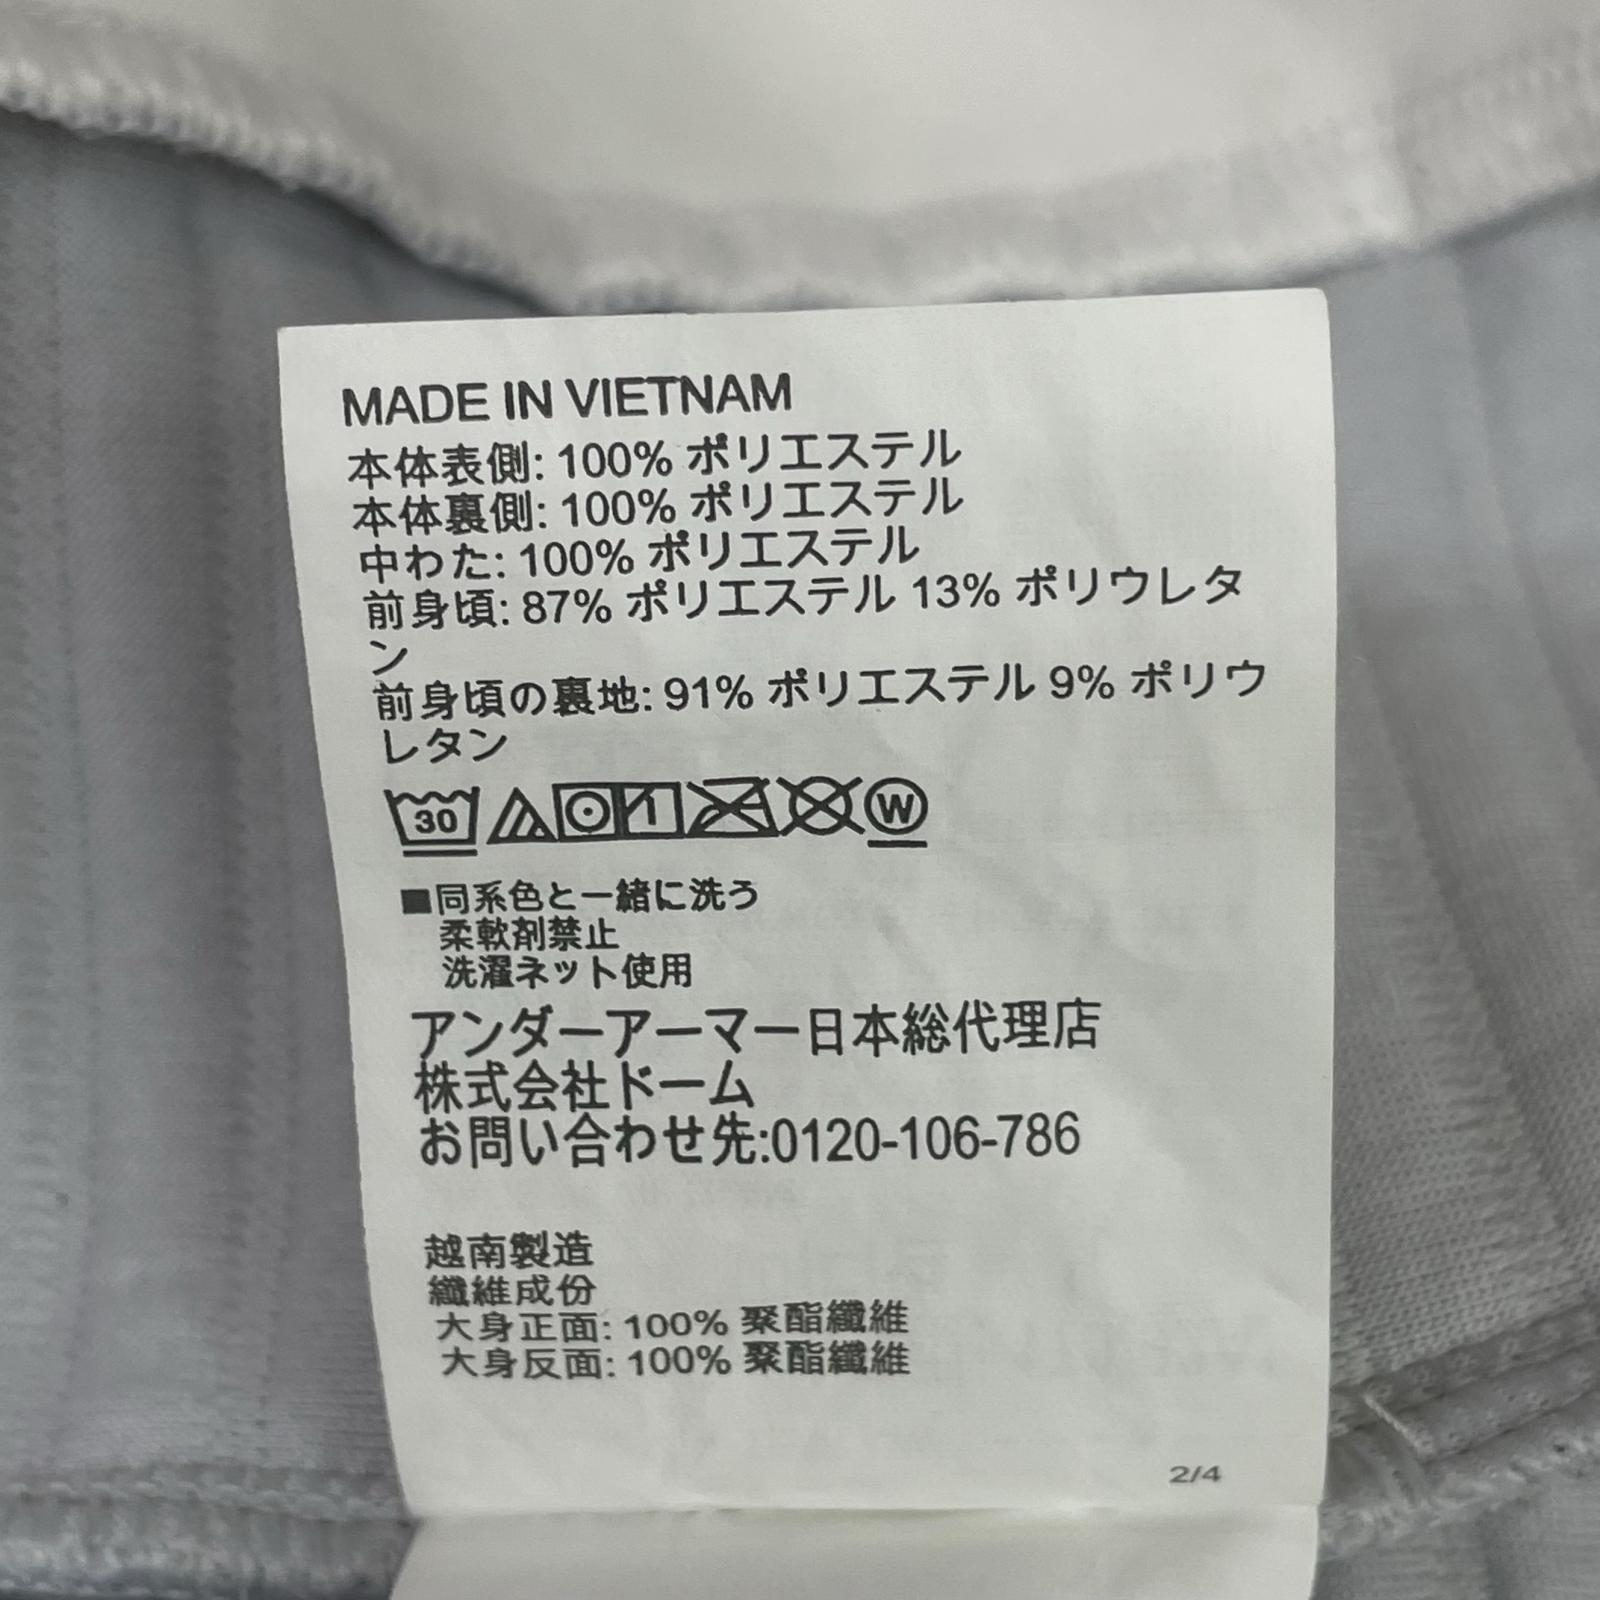 MADE IN VIETNAM
本体表側: 100% ポリエステル
本体裏側: 100% ポリエステル
中わた: 100% ポリエステル
前身頃: 87% ポリエステル 13% ポリウレタ
ン
前身頃の裏地: 91% ポリエステル 9% ポリウ
レタン
30 W
■同系色と一緒に洗う
柔軟剤禁止
洗濯ネット使用
アンダーアーマー日本総代理店
株式会社ドーム
お問い合わせ先:0120-106-786
越南製造
纖維成份
大身正面: 100% 聚酯纖維
大身反面: 100% 聚酯纖維
2/4